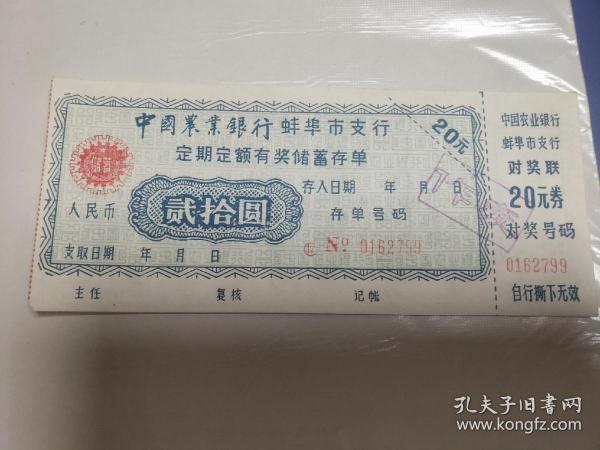 中國農業銀行 蚌埠市支行
定期定额有奖储蓄存单
20元
储蓄
存入日期 年 月 日
人民币 贰拾圆
存单号码
支取日期 年 月 日
No 0162799
主任 复核 记帐
中国农业银行
蚌埠市支行
对奖联
20元券
对奖号码
0162799
自行撕下无效
孔夫子旧书网
www.kongfz.com